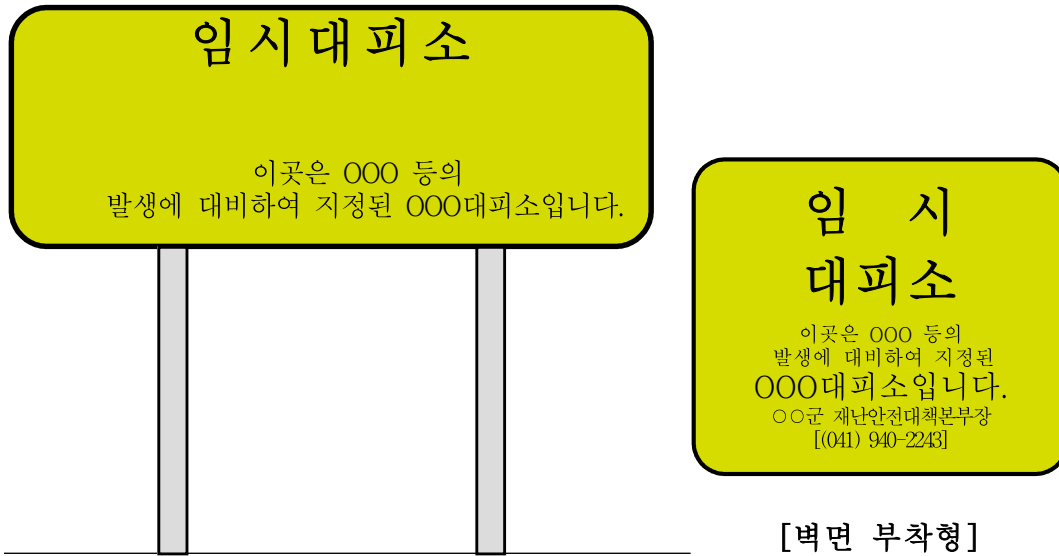 임시대피소
이곳은 OOO 등의
발생에 대비하여 지정된 OOO대피소입니다.
임 시
대피소
이곳은 OOO 등의
발생에 대비하여 지정된
OOO대피소입니다.
○○군 재난안전대책본부장
[(041) 940-2243]
[벽면 부착형]